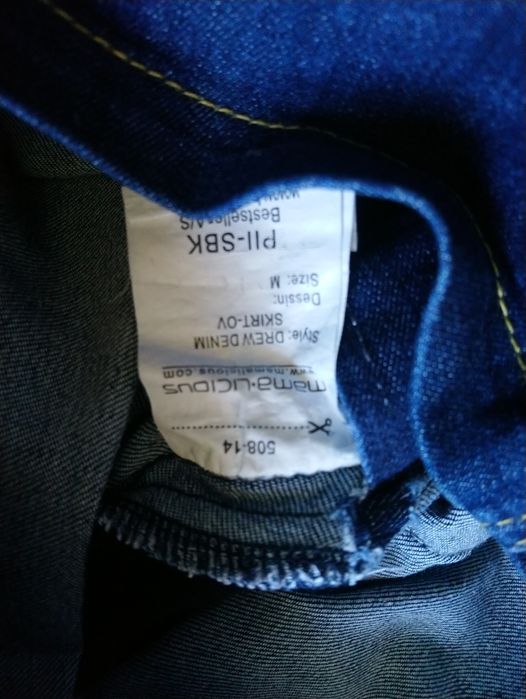 508-14
mama·licious
www.mamalicious.com
Style: DREW DENIM
SKIRT-OV
Dessin:
Size: M
PII-SBK
Bestseller A/S